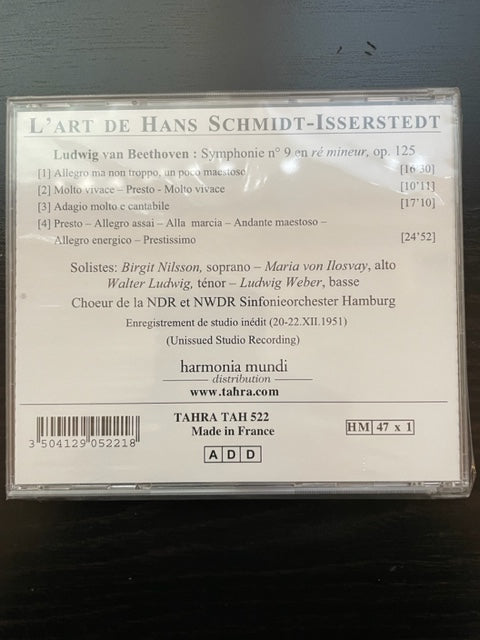 L'ART DE HANS SCHMIDT-ISSERSTEDT
Ludwig van Beethoven : Symphonie n° 9 en ré mineur, op. 125
[1] Allegro ma non troppo, un poco maestoso [16'30]
[2] Molto vivace – Presto - Molto vivace [10'11]
[3] Adagio molto e cantabile [17'10]
[4] Presto – Allegro assai – Alla marcia – Andante maestoso –
Allegro energico – Prestissimo [24'52]
Solistes: Birgit Nilsson, soprano – Maria von Ilosvay, alto
Walter Ludwig, ténor – Ludwig Weber, basse
Choeur de la NDR et NWDR Sinfonieorchester Hamburg
Enregistrement de studio inédit (20-22.XII.1951)
(Unissued Studio Recording)
harmonia mundi
distribution
www.tahra.com
TAHRA TAH 522
Made in France
HM 47 x 1
3 504129 052218
A D D